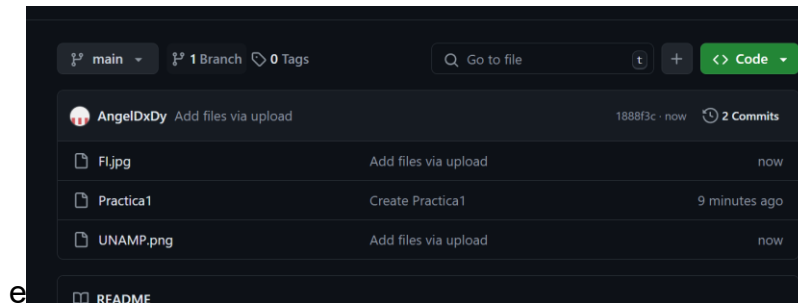 main 1 Branch 0 Tags Go to file t + <> Code
AngelDxDy Add files via upload 1888f3c · now 2 Commits
FI.jpg Add files via upload now
Practica1 Create Practica1 9 minutes ago
UNAMP.png Add files via upload now
e README